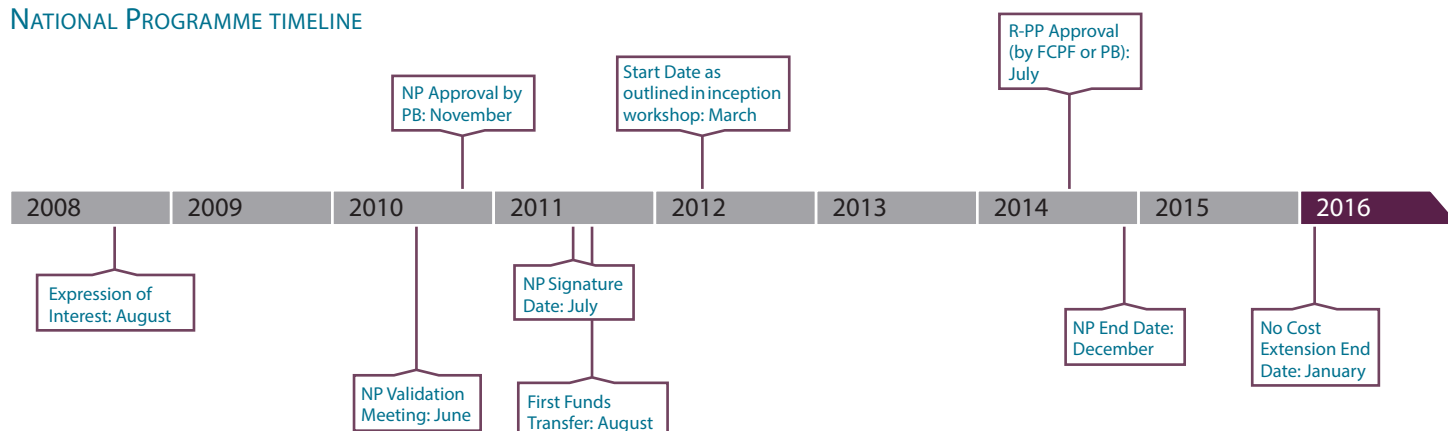 NATIONAL PROGRAMME TIMELINE
R-PP Approval
(by FCPF or PB):
July
NP Approval by
PB: November
Start Date as
outlined in inception
workshop: March
2008
2009
2010
2011
2012
2013
2014
2015
2016
Expression of
Interest: August
NP Validation
Meeting: June
NP Signature
Date: July
First Funds
Transfer: August
NP End Date:
December
No Cost
Extension End
Date: January